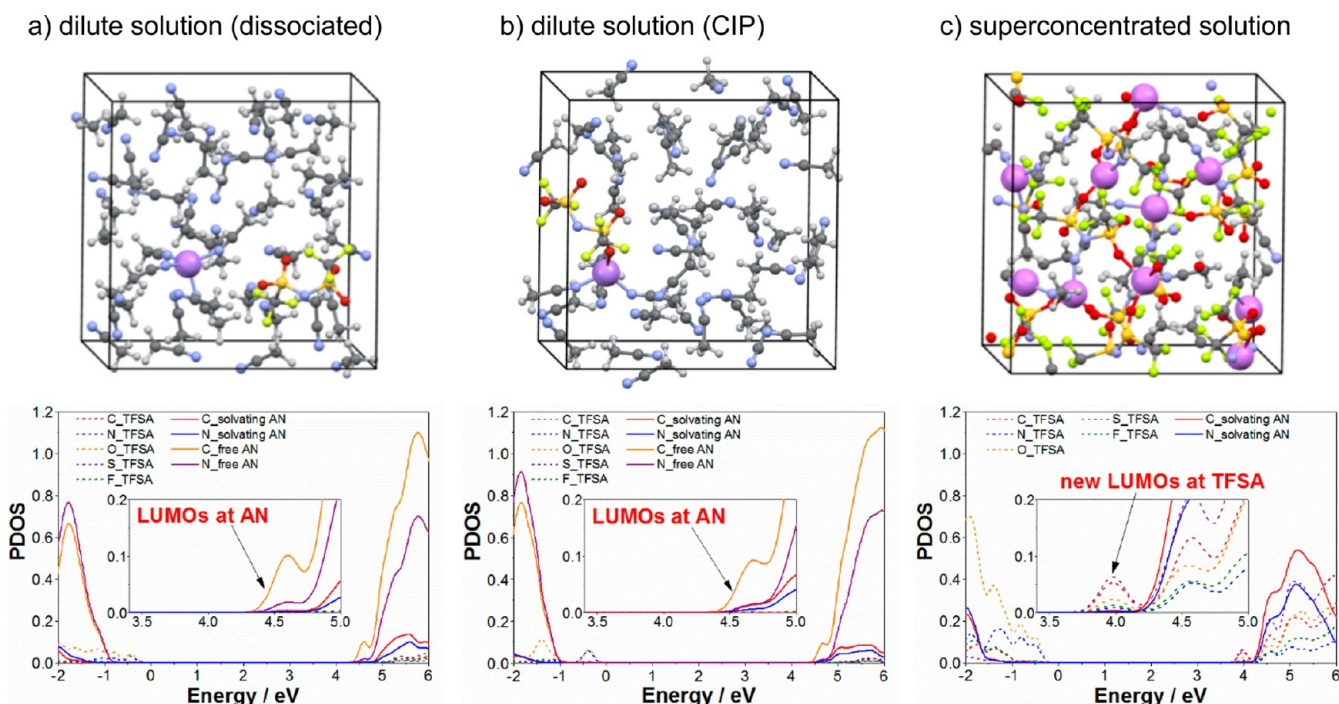 a) dilute solution (dissociated)
b) dilute solution (CIP)
c) superconcentrated solution
1.2
1.0
0.8
0.6
0.4
0.2
0.0
PDOS
C_TFSA
N_TFSA
O_TFSA
S_TFSA
F_TFSA
C_solvating AN
N_solvating AN
C_free AN
N_free AN
0.2
0.1
0.0
LUMOs at AN
3.5 4.0 4.5 5.0
-2 -1 0 1 2 3 4 5 6
Energy / eV
1.2
1.0
0.8
0.6
0.4
0.2
0.0
PDOS
C_TFSA
N_TFSA
O_TFSA
S_TFSA
F_TFSA
C_solvating AN
N_solvating AN
C_free AN
N_free AN
0.2
0.1
0.0
LUMOs at AN
3.5 4.0 4.5 5.0
-2 -1 0 1 2 3 4 5 6
Energy / eV
1.2
1.0
0.8
0.6
0.4
0.2
0.0
PDOS
C_TFSA
N_TFSA
O_TFSA
S_TFSA
F_TFSA
C_solvating AN
N_solvating AN
0.2
0.1
0.0
new LUMOs at TFSA
3.5 4.0 4.5 5.0
-2 -1 0 1 2 3 4 5 6
Energy / eV